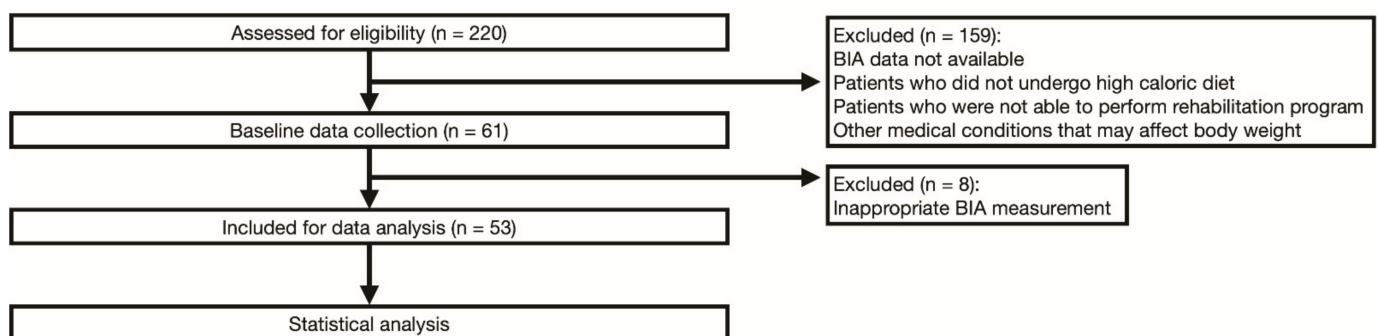 Assessed for eligibility (n = 220)
Excluded (n = 159):
BIA data not available
Patients who did not undergo high caloric diet
Patients who were not able to perform rehabilitation program
Other medical conditions that may affect body weight
Baseline data collection (n = 61)
Excluded (n = 8):
Inappropriate BIA measurement
Included for data analysis (n = 53)
Statistical analysis